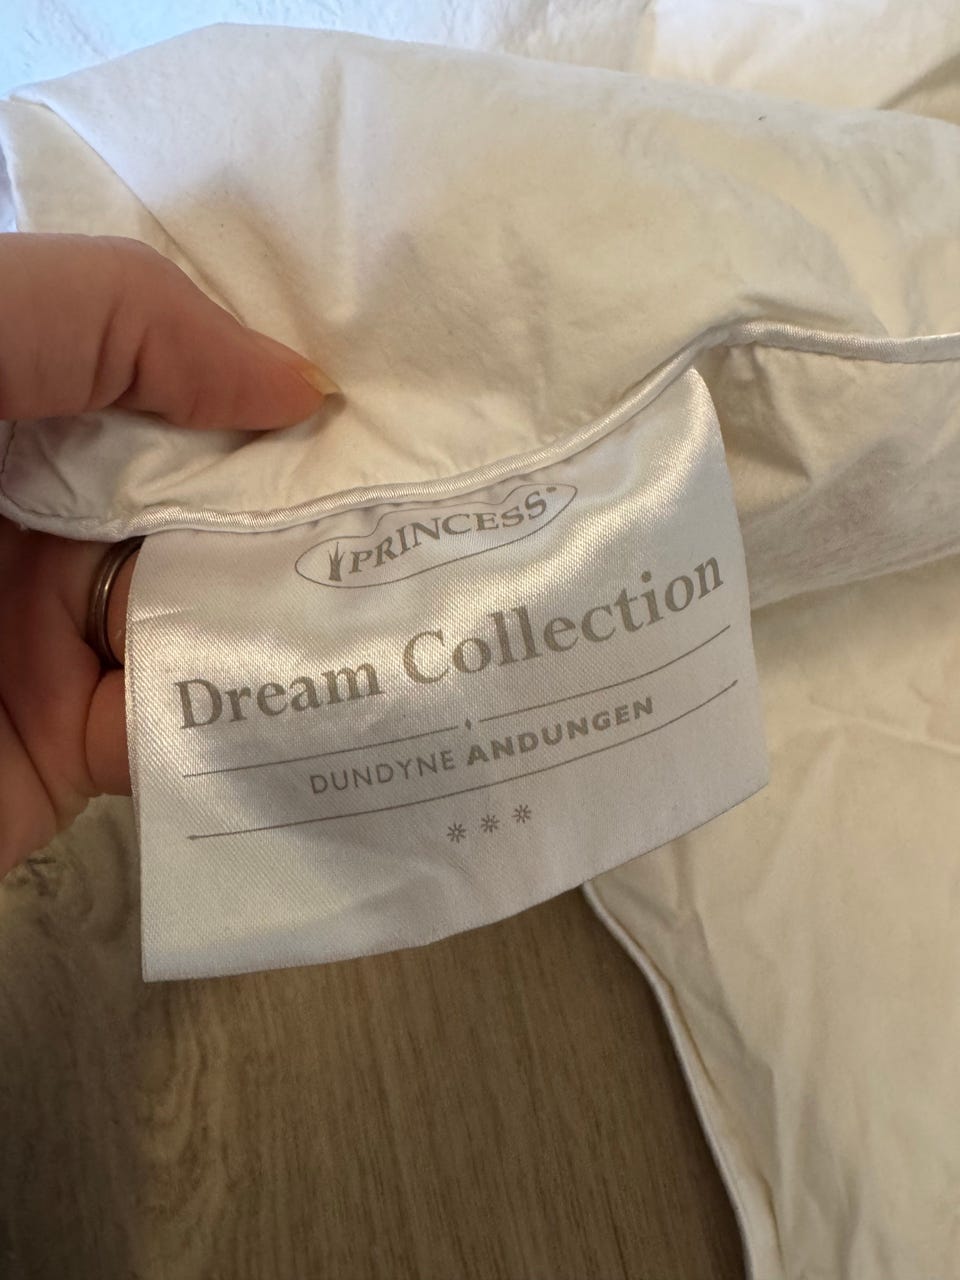 PRINCESS
Dream Collection
DUNDYNE ANDUNGEN
***